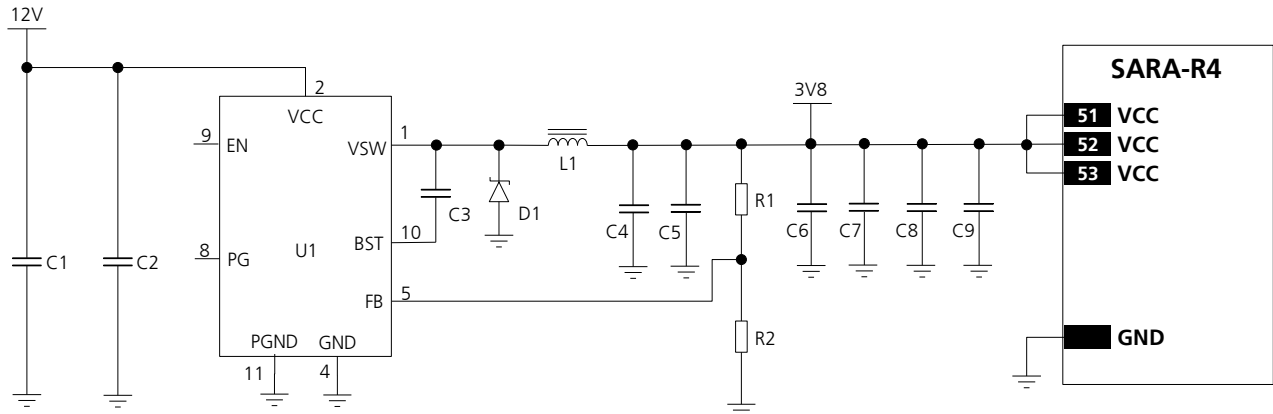 12V
2
VCC
9
EN
VSW
1
C3
D1
L1
8
PG
U1
BST
10
FB
5
PGND
GND
11
4
C1
C2
C4
C5
R1
R2
3V8
C6
C7
C8
C9
SARA-R4
51 VCC
52 VCC
53 VCC
GND